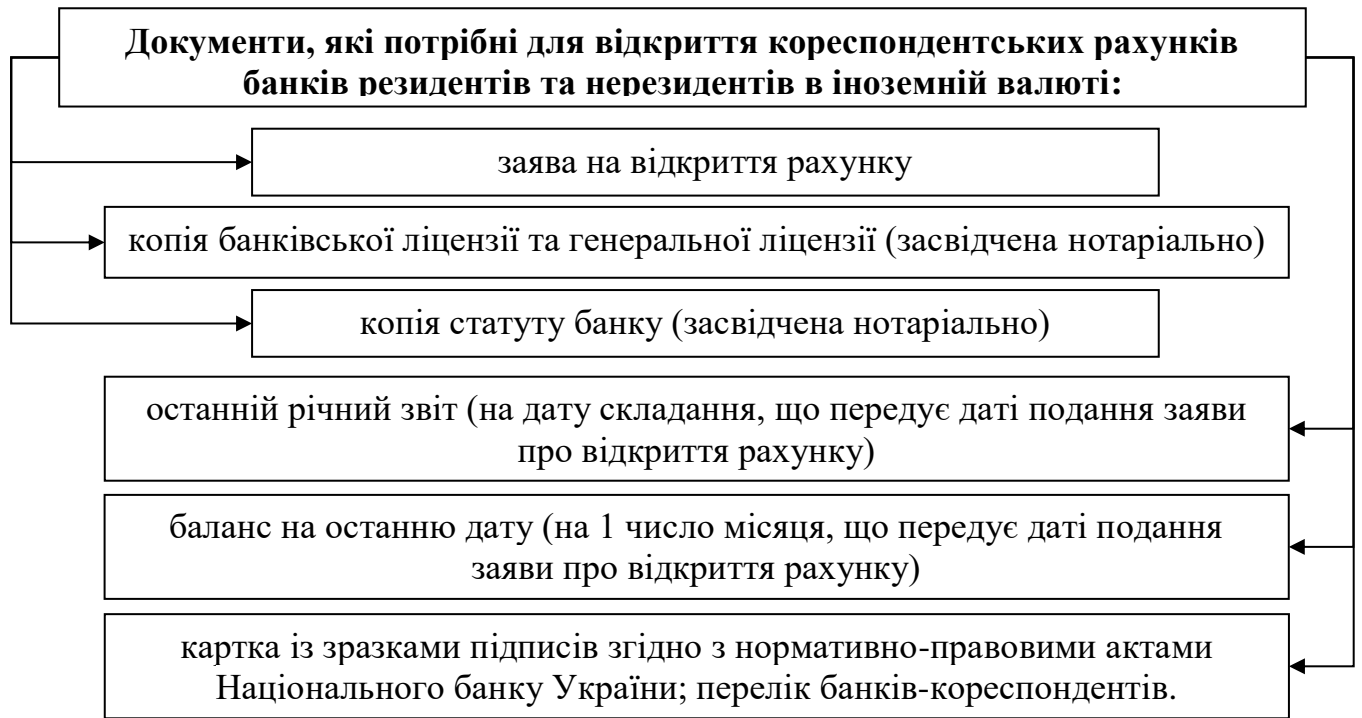 Документи, які потрібні для відкриття кореспондентських рахунків
банків резидентів та нерезидентів в іноземній валюті:
заява на відкриття рахунку
копія банківської ліцензії та генеральної ліцензії (засвідчена нотаріально)
копія статуту банку (засвідчена нотаріально)
останній річний звіт (на дату складання, що передує даті подання заяви
про відкриття рахунку)
баланс на останню дату (на 1 число місяця, що передує даті подання
заяви про відкриття рахунку)
картка із зразками підписів згідно з нормативно-правовими актами
Національного банку України; перелік банків-кореспондентів.